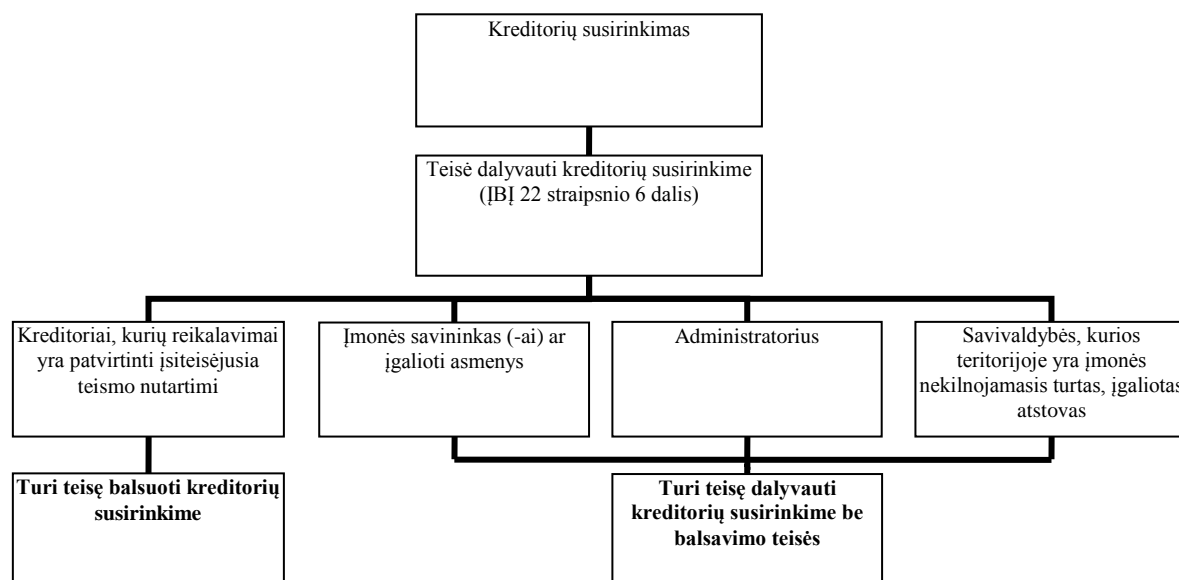 Kreditorių susirinkimas
Teisė dalyvauti kreditorių susirinkime
(ĮBĮ 22 straipsnio 6 dalis)
Kreditoriai, kurių reikalavimai
yra patvirtinti įsiteisėjusia
teismo nutartimi
Įmonės savininkas (-ai) ar
įgalioti asmenys
Administratorius
Savivaldybės, kurios
teritorijoje yra įmonės
nekilnojamasis turtas, įgaliotas
atstovas
Turi teisę balsuoti kreditorių
susirinkime
Turi teisę dalyvauti
kreditorių susirinkime be
balsavimo teisės